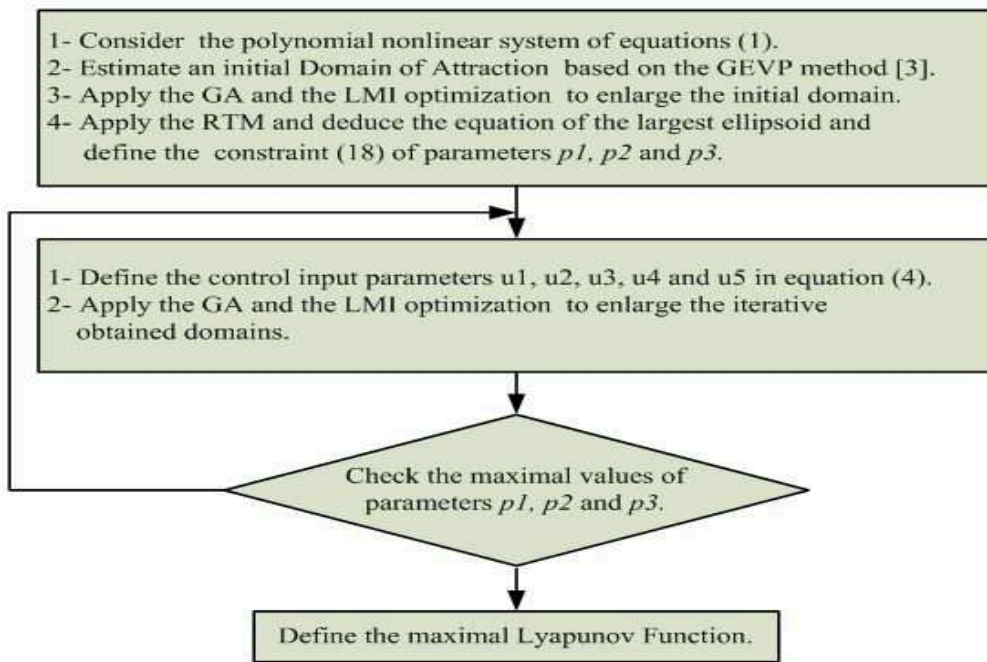 1- Consider the polynomial nonlinear system of equations (1).
2- Estimate an initial Domain of Attraction based on the GEVP method [3].
3- Apply the GA and the LMI optimization to enlarge the initial domain.
4- Apply the RTM and deduce the equation of the largest ellipsoid and
define the constraint (18) of parameters p1, p2 and p3.
1- Define the control input parameters u1, u2, u3, u4 and u5 in equation (4).
2- Apply the GA and the LMI optimization to enlarge the iterative
obtained domains.
Check the maximal values of
parameters p1, p2 and p3.
Define the maximal Lyapunov Function.